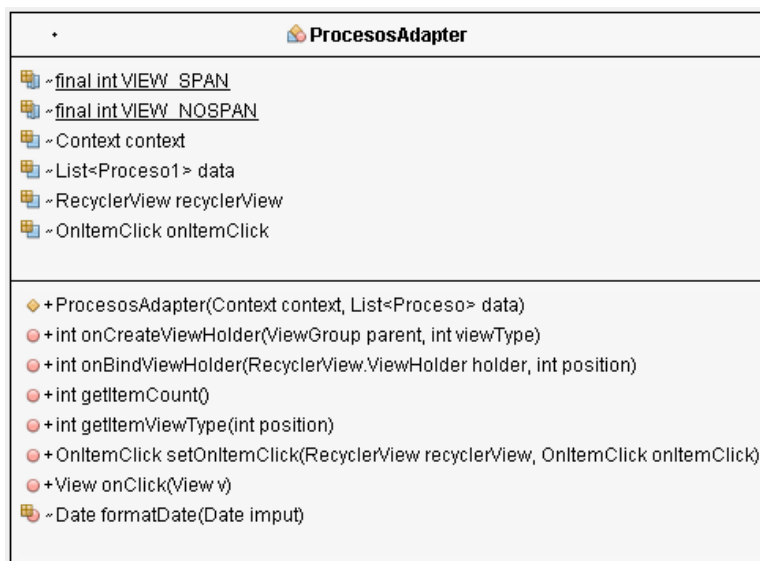 ProcesosAdapter
~final int VIEW_SPAN
~final int VIEW_NOSPAN
~Context context
~List<Proceso1> data
~RecyclerView recyclerView
~OnItemClick onItemClick
+ProcesosAdapter(Context context, List<Proceso> data)
+int onCreateViewHolder(ViewGroup parent, int viewType)
+int onBindViewHolder(RecyclerView.ViewHolder holder, int position)
+int getItemCount()
+int getItemViewType(int position)
+OnItemClick setOnItemClick(RecyclerView recyclerView, OnItemClick onItemClick)
+View onClick(View v)
~Date formatDate(Date imput)